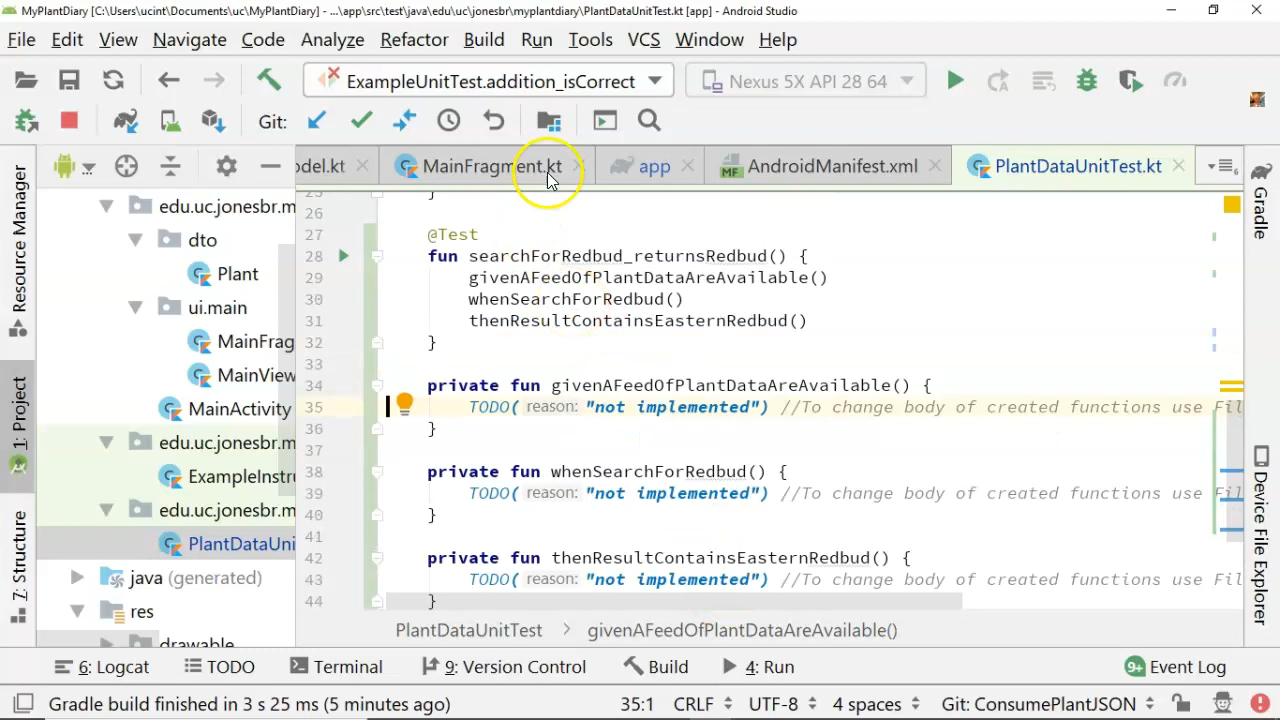 MyPlantDiary [C:\Users\ucint\Documents\uc\MyPlantDiary] - ...\app\src\test\java\edu\uc\jonesbr\myplantdiary\PlantDataUnitTest.kt [app] - Android Studio
File Edit View Navigate Code Analyze Refactor Build Run Tools VCS Window Help
ExampleUnitTest.addition_isCorrect Nexus 5X API 28 64
Git:
odel.kt MainFragment.kt app AndroidManifest.xml PlantDataUnitTest.kt
Resource Manager
1: Project
7: Structure
edu.uc.jonesbr.m
dto
Plant
ui.main
MainFrag
MainView
MainActivity
edu.uc.jonesbr.m
ExampleInstru
edu.uc.jonesbr.m
PlantDataUni
java (generated)
res
drawable
25 }
26
27 @Test
28 fun searchForRedbud_returnsRedbud() {
29 givenAFeedOfPlantDataAreAvailable()
30 whenSearchForRedbud()
31 thenResultContainsEasternRedbud()
32 }
33
34 private fun givenAFeedOfPlantDataAreAvailable() {
35 TODO( reason: "not implemented") //To change body of created functions use Fil
36 }
37
38 private fun whenSearchForRedbud() {
39 TODO( reason: "not implemented") //To change body of created functions use Fil
40 }
41
42 private fun thenResultContainsEasternRedbud() {
43 TODO( reason: "not implemented") //To change body of created functions use Fil
44 }
PlantDataUnitTest > givenAFeedOfPlantDataAreAvailable()
Gradle
Device File Explorer
6: Logcat TODO Terminal 9: Version Control Build 4: Run 9+ Event Log
Gradle build finished in 3 s 25 ms (5 minutes ago) 35:1 CRLF UTF-8 4 spaces Git: ConsumePlantJSON